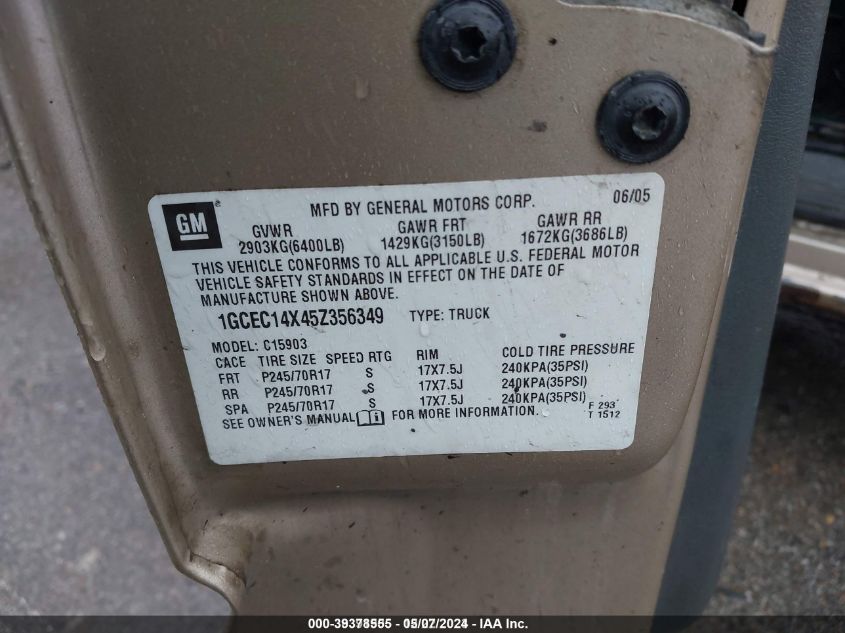 GM
MFD BY GENERAL MOTORS CORP. 06/05
GVWR GAWR FRT GAWR RR
2903KG(6400LB) 1429KG(3150LB) 1672KG(3686LB)
THIS VEHICLE CONFORMS TO ALL APPLICABLE U.S. FEDERAL MOTOR
VEHICLE SAFETY STANDARDS IN EFFECT ON THE DATE OF
MANUFACTURE SHOWN ABOVE.
1GCEC14X45Z356349 TYPE: TRUCK
MODEL: C15903
CACE TIRE SIZE SPEED RTG RIM COLD TIRE PRESSURE
FRT P245/70R17 S 17X7.5J 240KPA(35PSI)
RR P245/70R17 S 17X7.5J 240KPA(35PSI)
SPA P245/70R17 S 17X7.5J 240KPA(35PSI)
SEE OWNER'S MANUAL FOR MORE INFORMATION.
F 293
T 1512
2024 - IAA Inc.